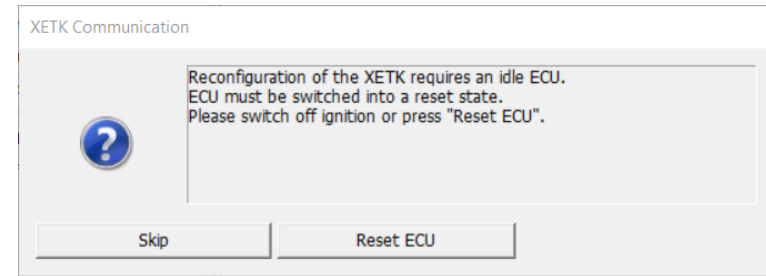 XETK Communication
Reconfiguration of the XETK requires an idle ECU.
ECU must be switched into a reset state.
Please switch off ignition or press "Reset ECU".
Skip
Reset ECU